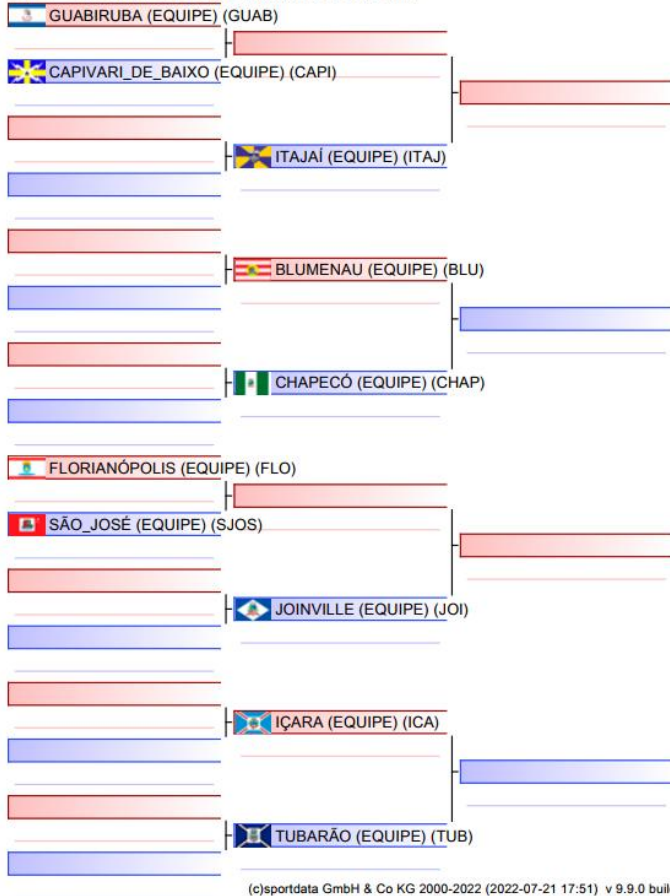 GUABIRUBA (EQUIPE) (GUAB)
CAPIVARI_DE_BAIXO (EQUIPE) (CAPI)
ITAJAÍ (EQUIPE) (ITAJ)
BLUMENAU (EQUIPE) (BLU)
CHAPECÓ (EQUIPE) (CHAP)
FLORIANÓPOLIS (EQUIPE) (FLO)
SÃO_JOSÉ (EQUIPE) (SJOS)
JOINVILLE (EQUIPE) (JOI)
IÇARA (EQUIPE) (ICA)
TUBARÃO (EQUIPE) (TUB)
(c)sportdata GmbH & Co KG 2000-2022 (2022-07-21 17:51) v 9.9.0 buil